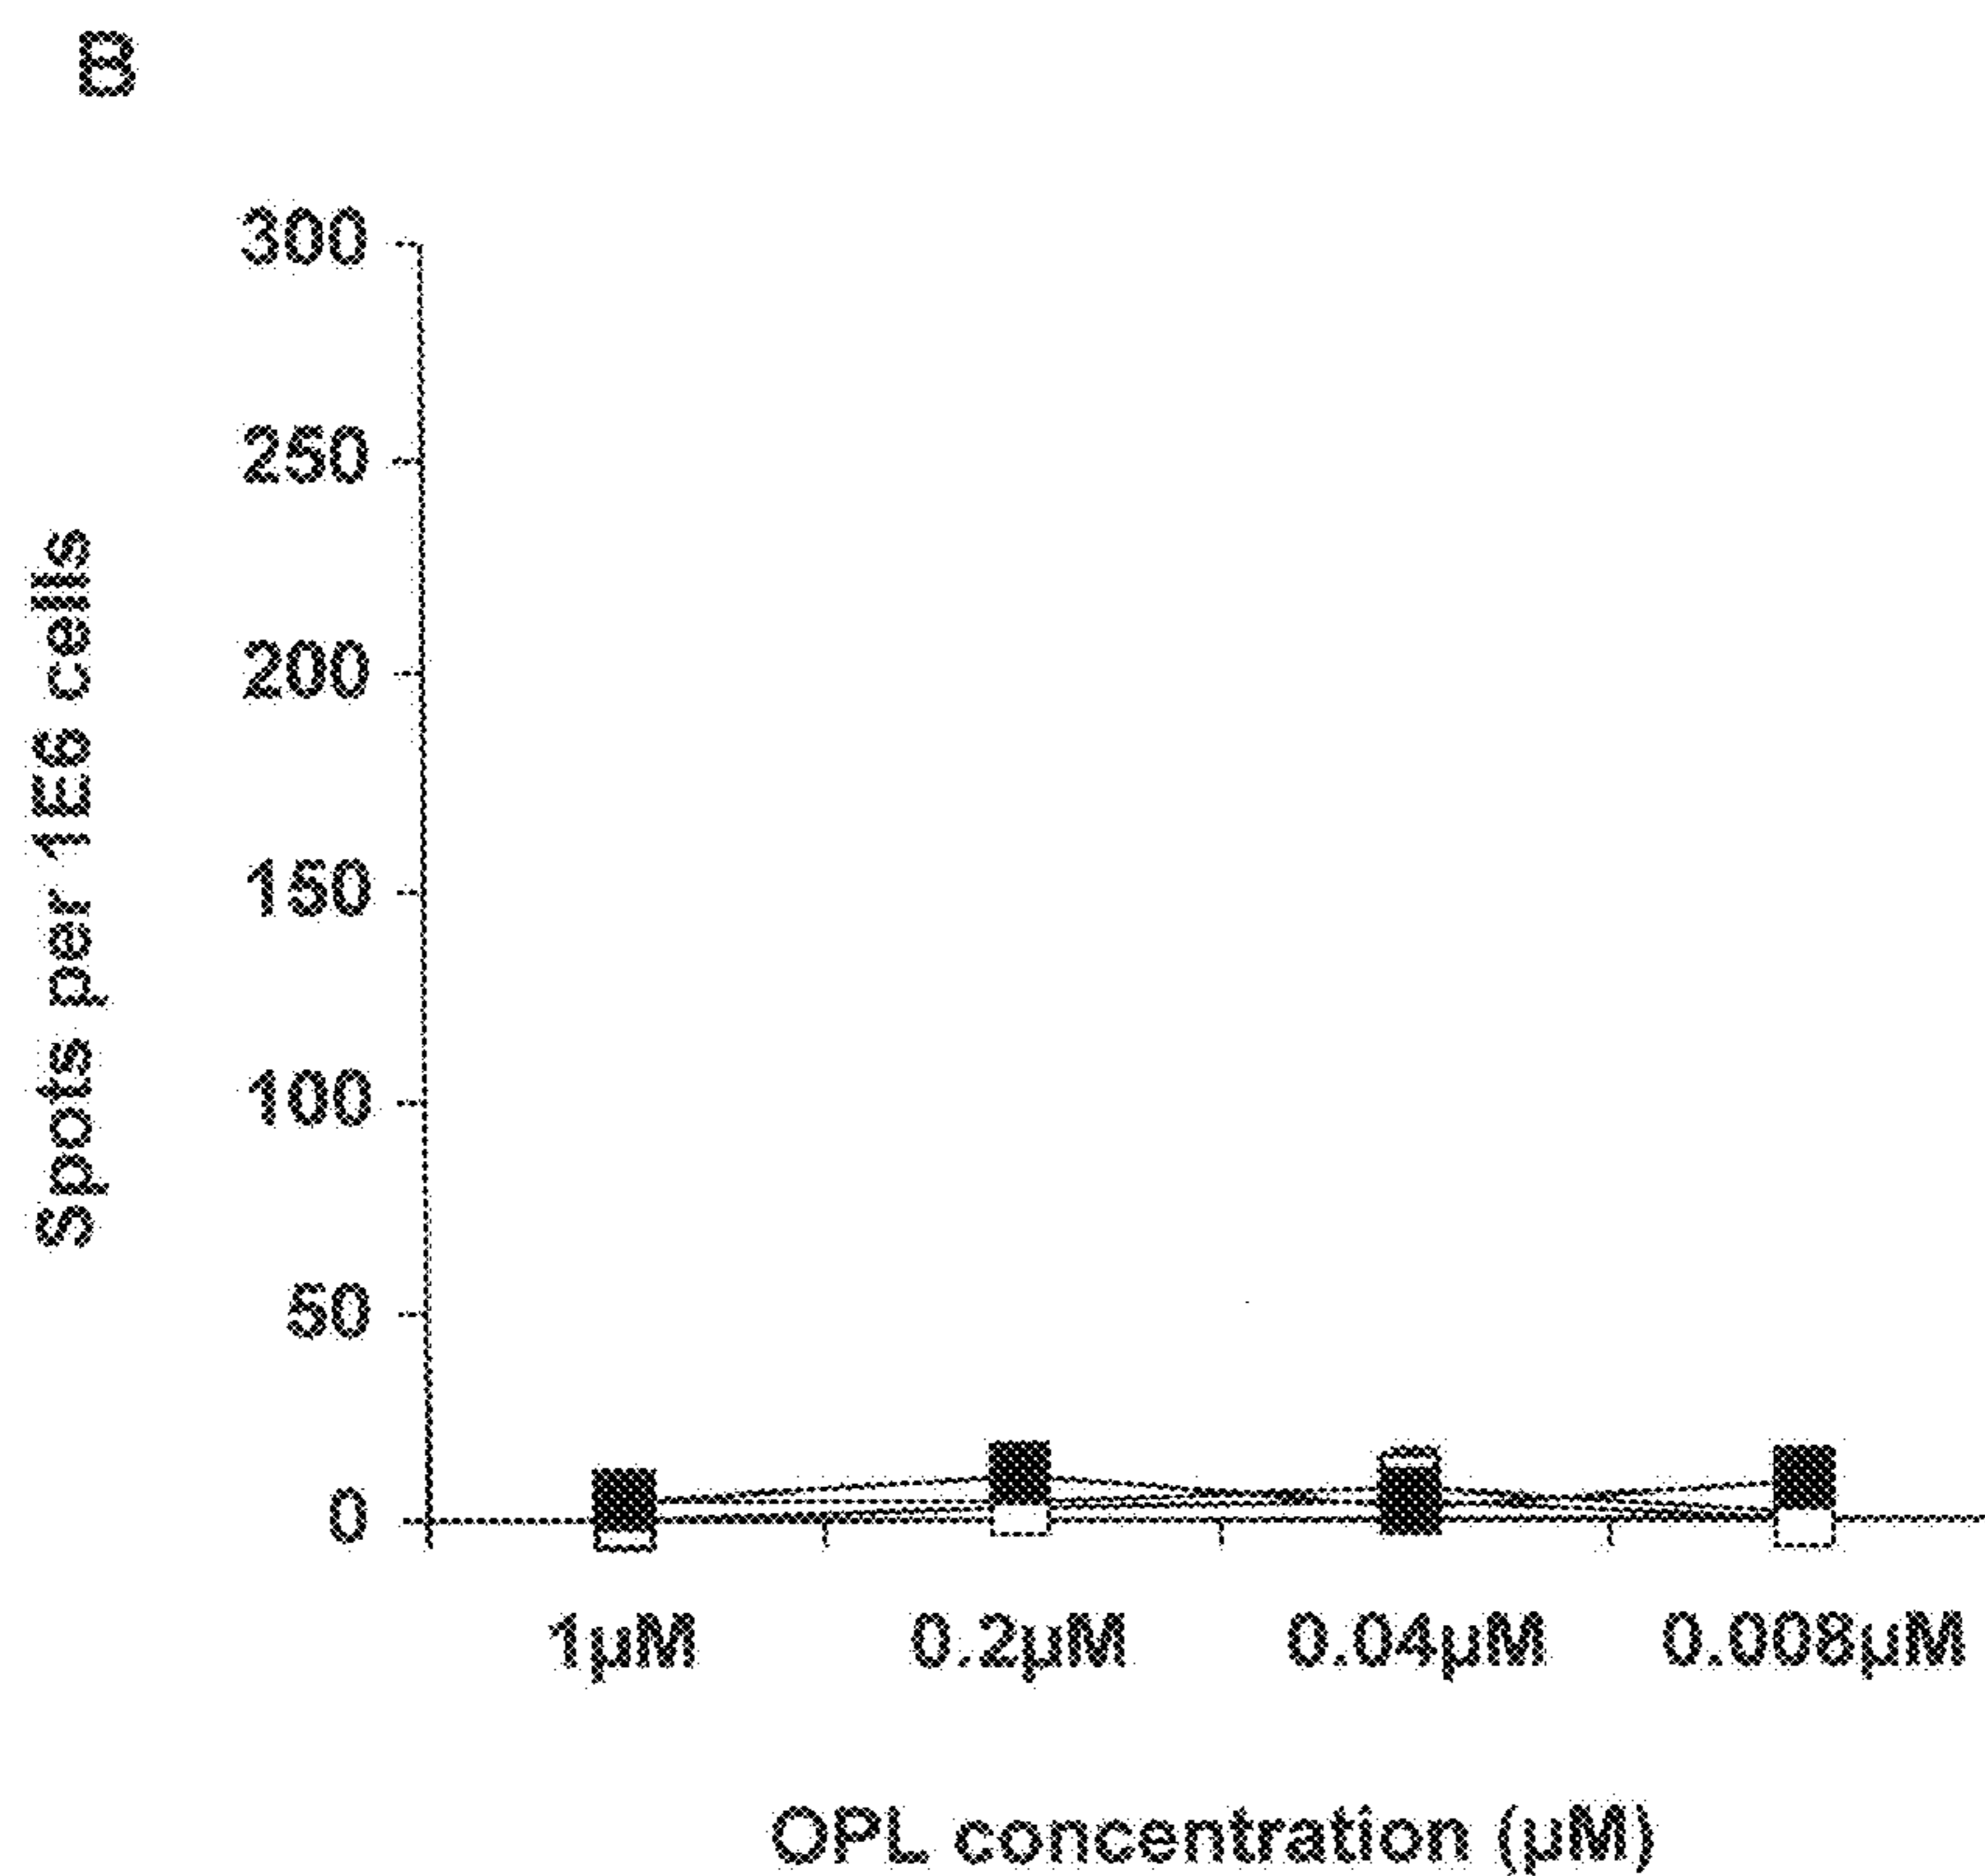 B
300
250
200
150
100
50
0
Spots per 1E6 cells
1µM 0.2µM 0.04µM 0.008µM
OPL concentration (µM)